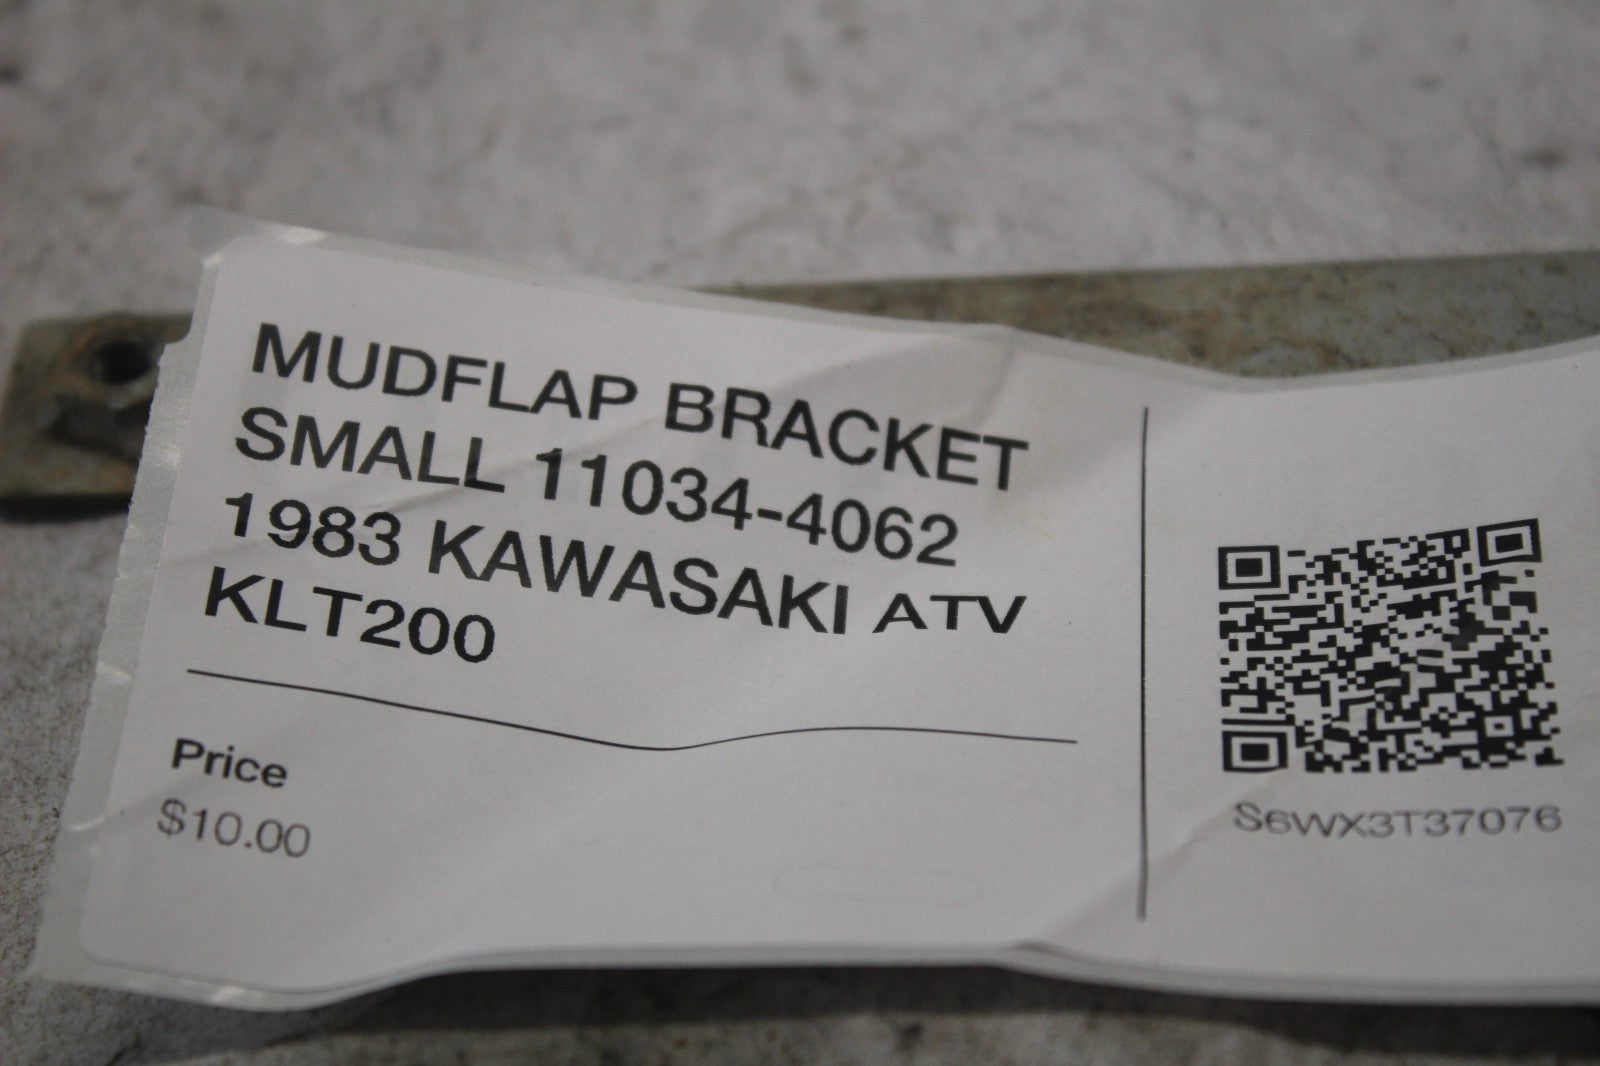 MUDFLAP BRACKET
SMALL 11034-4062
1983 KAWASAKI ATV
KLT200
Price
$10.00
S6WX3T37076